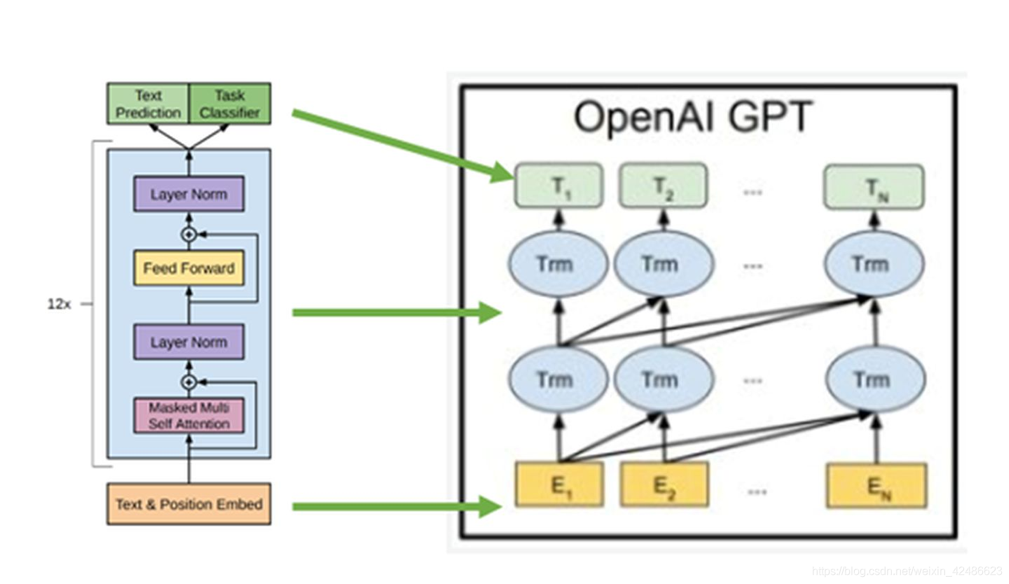 Text
Prediction
Task
Classifier
Layer Norm
Feed Forward
12x
Layer Norm
Masked Multi
Self Attention
Text & Position Embed
OpenAI GPT
T1 T2 ... TN
Trm Trm ... Trm
Trm Trm ... Trm
E1 E2 ... EN
https://blog.csdn.net/weixin_42486623